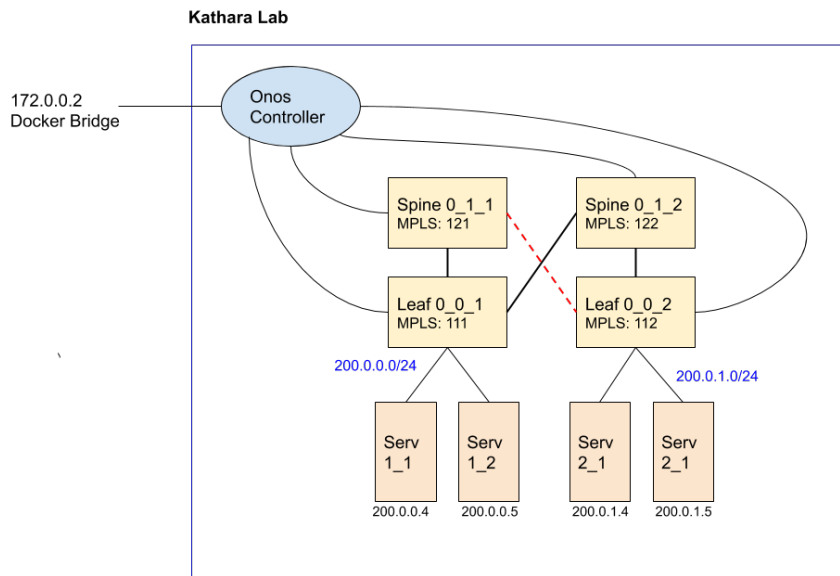 Kathara Lab
172.0.0.2
Docker Bridge
Onos
Controller
Spine 0_1_1
MPLS: 121
Spine 0_1_2
MPLS: 122
Leaf 0_0_1
MPLS: 111
Leaf 0_0_2
MPLS: 112
200.0.0.0/24
200.0.1.0/24
Serv
1_1
Serv
1_2
Serv
2_1
Serv
2_1
200.0.0.4
200.0.0.5
200.0.1.4
200.0.1.5